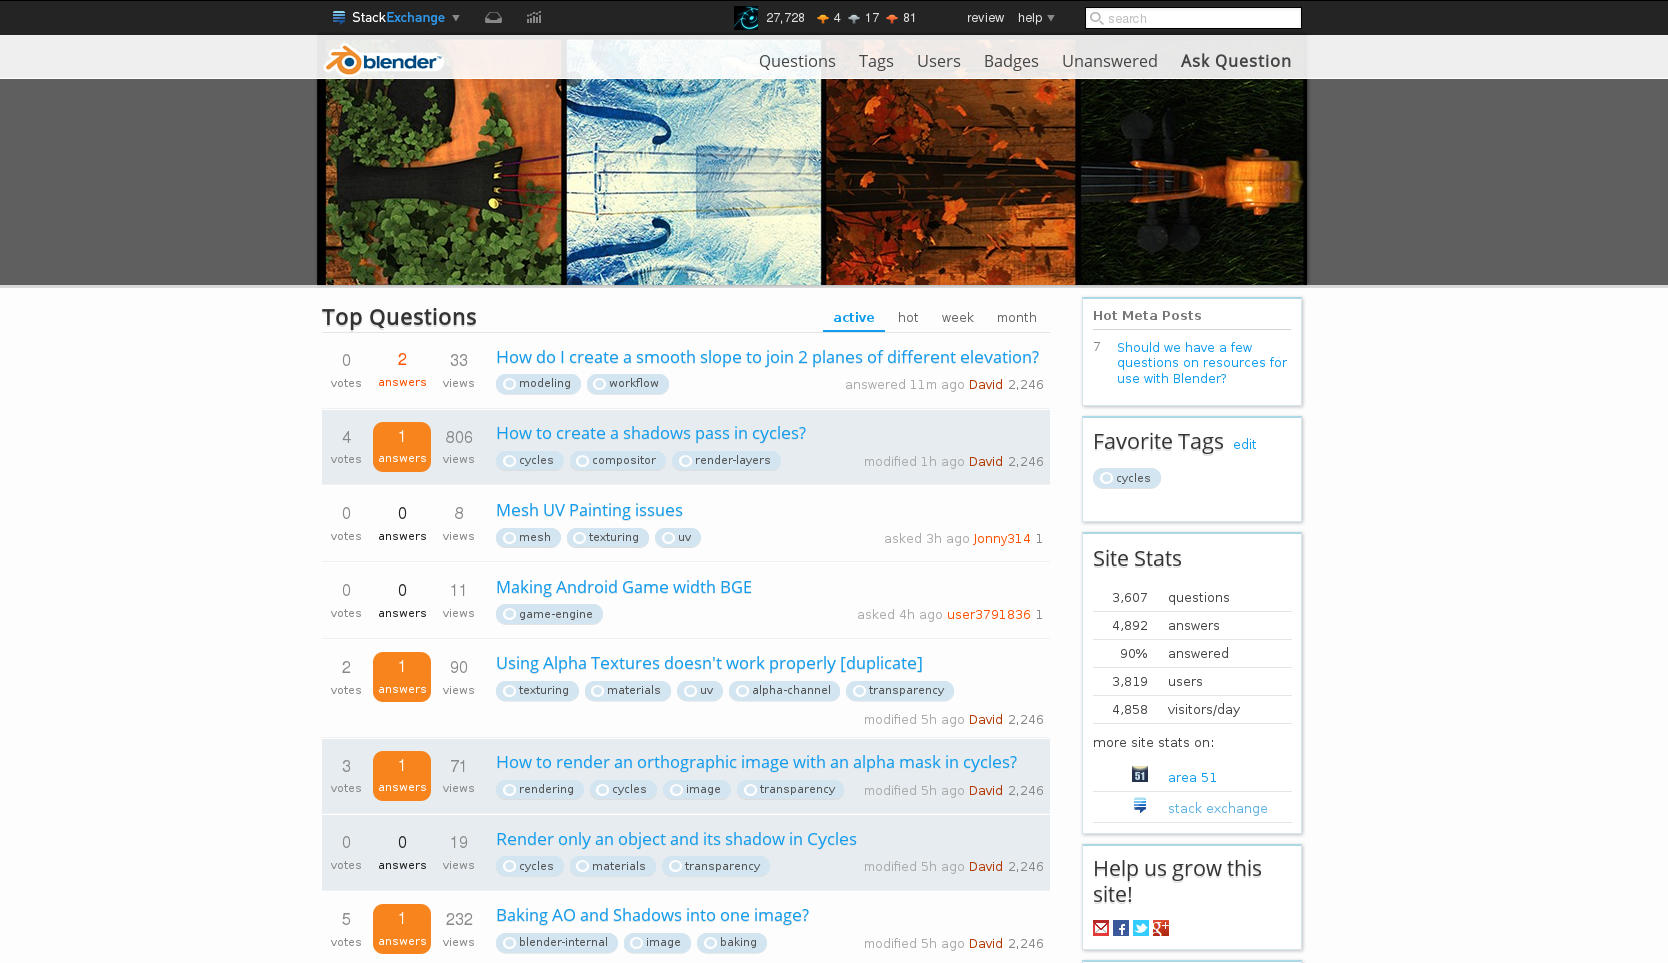 StackExchange
27,728 4 17 81
review help
search
blender™
Questions Tags Users Badges Unanswered Ask Question
Top Questions
active hot week month
0 votes
2 answers
33 views
How do I create a smooth slope to join 2 planes of different elevation?
modeling workflow
answered 11m ago David 2,246
4 votes
1 answers
806 views
How to create a shadows pass in cycles?
cycles compositor render-layers
modified 1h ago David 2,246
0 votes
0 answers
8 views
Mesh UV Painting issues
mesh texturing uv
asked 3h ago Jonny314 1
0 votes
0 answers
11 views
Making Android Game width BGE
game-engine
asked 4h ago user3791836 1
2 votes
1 answers
90 views
Using Alpha Textures doesn't work properly [duplicate]
texturing materials uv alpha-channel transparency
modified 5h ago David 2,246
3 votes
1 answers
71 views
How to render an orthographic image with an alpha mask in cycles?
rendering cycles image transparency
modified 5h ago David 2,246
0 votes
0 answers
19 views
Render only an object and its shadow in Cycles
cycles materials transparency
modified 5h ago David 2,246
5 votes
1 answers
232 views
Baking AO and Shadows into one image?
blender-internal image baking
modified 5h ago David 2,246
Hot Meta Posts
7 Should we have a few
questions on resources for
use with Blender?
Favorite Tags edit
cycles
Site Stats
3,607 questions
4,892 answers
90% answered
3,819 users
4,858 visitors/day
more site stats on:
51 area 51
stack exchange
Help us grow this
site!